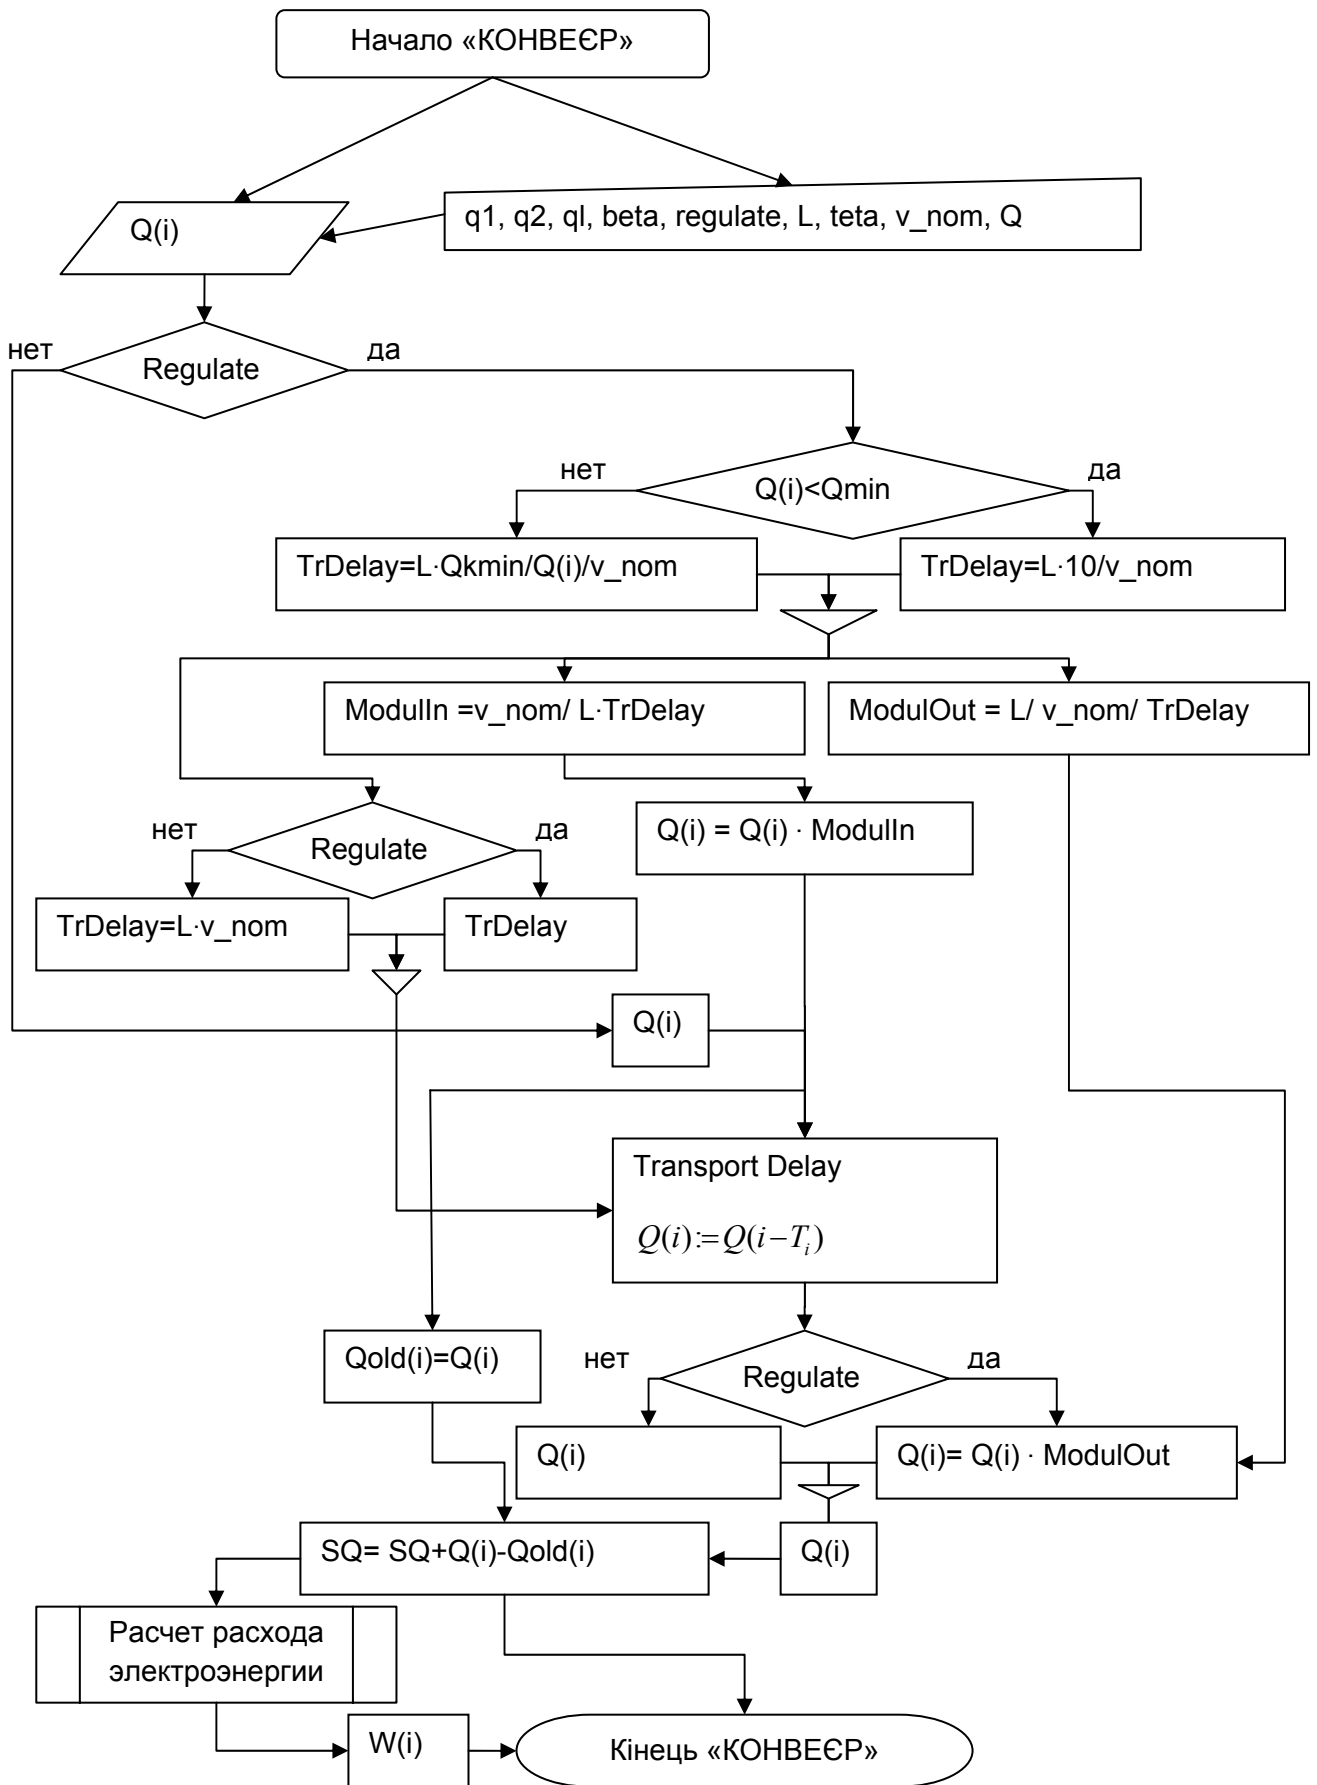 Начало «КОНВЕЄР»
Q(i)
q1, q2, ql, beta, regulate, L, teta, v_nom, Q
нет
да
Regulate
нет
да
Q(i)<Qmin
TrDelay=L·Qkmin/Q(i)/v_nom
TrDelay=L·10/v_nom
ModulIn =v_nom/ L·TrDelay
ModulOut = L/ v_nom/ TrDelay
нет
да
Regulate
Q(i) = Q(i) · ModulIn
TrDelay=L·v_nom
TrDelay
Q(i)
Transport Delay
Q(i):=Q(i−T_i)
Qold(i)=Q(i)
нет
да
Regulate
Q(i)
Q(i)= Q(i) · ModulOut
SQ= SQ+Q(i)-Qold(i)
Q(i)
Расчет расхода
электроэнергии
W(i)
Кінець «КОНВЕЄР»